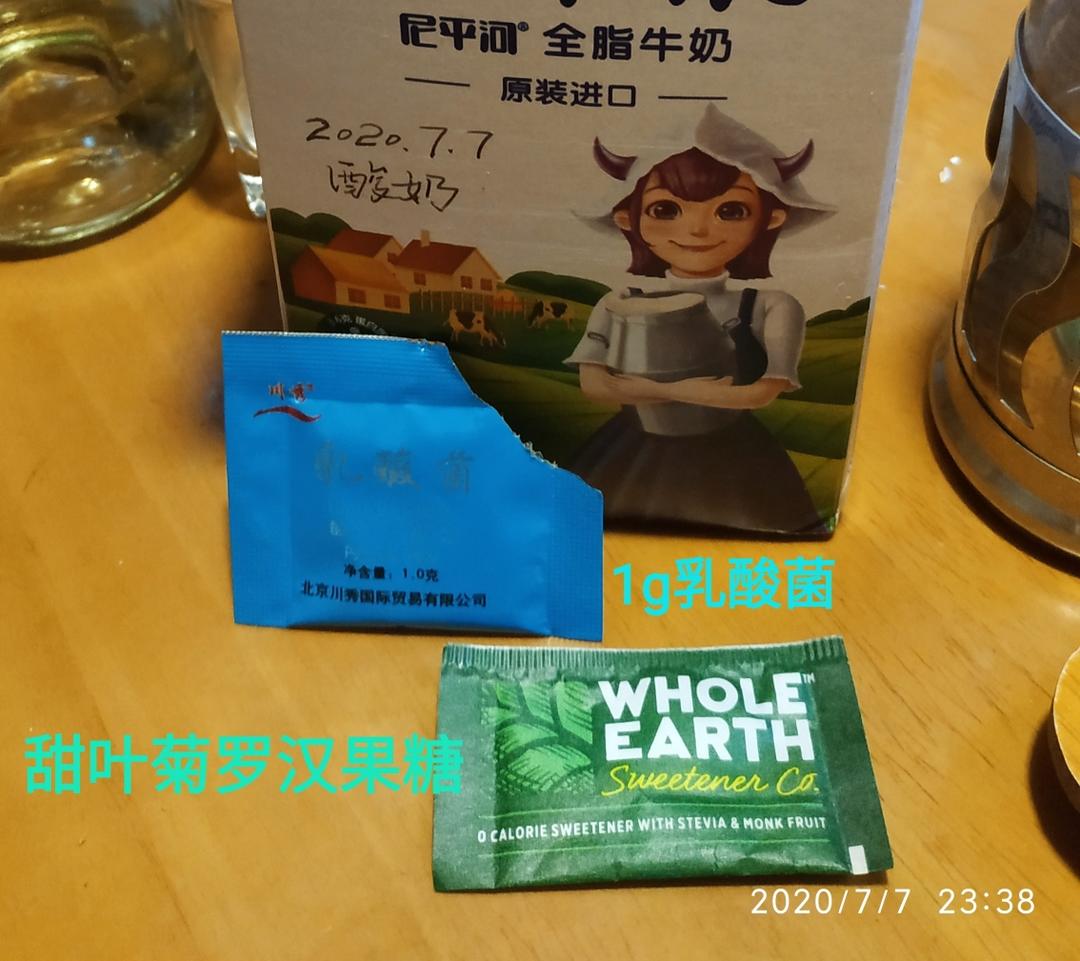 尼平河® 全脂牛奶
原装进口
2020.7.7
酸奶
川秀
乳酸菌
净含量：1.0克
北京川秀国际贸易有限公司
1g乳酸菌
WHOLE™
EARTH
Sweetener Co.
甜叶菊罗汉果糖
0 CALORIE SWEETENER WITH STEVIA & MONK FRUIT
2020/7/7 23:38